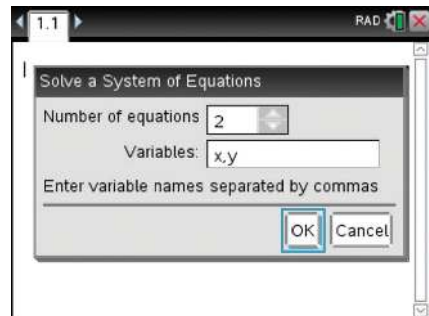 1.1 RAD
Solve a System of Equations
Number of equations 2
Variables: x,y
Enter variable names separated by commas
OK Cancel